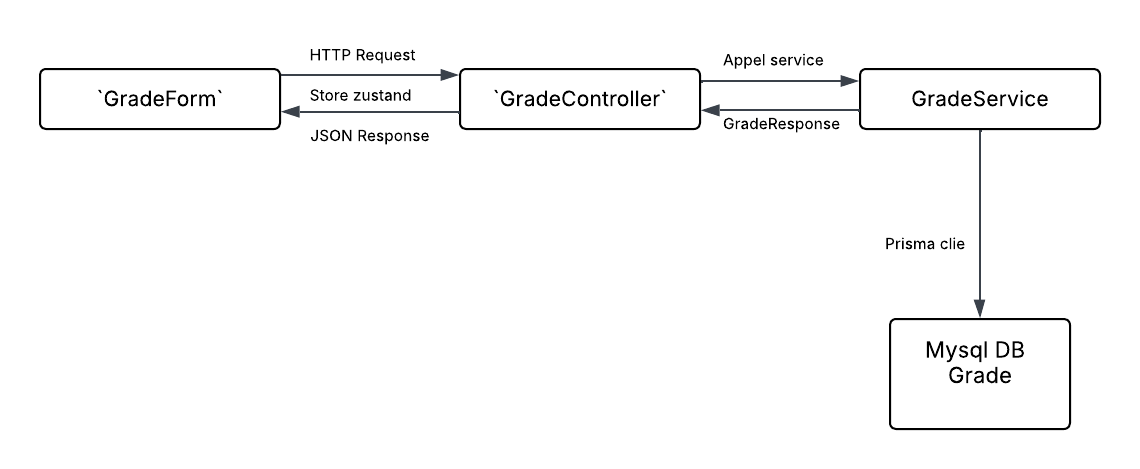 HTTP Request
Appel service
`GradeForm`
Store zustand
`GradeController`
GradeService
JSON Response
GradeResponse
Prisma clie
Mysql DB
Grade